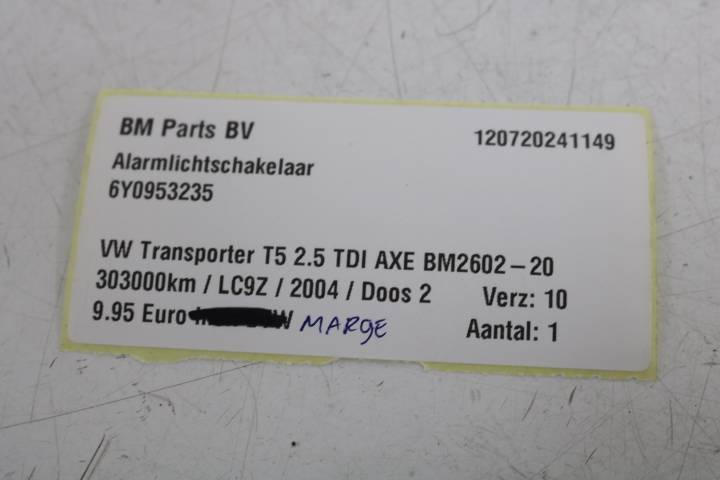 BM Parts BV
120720241149
Alarmlichtschakelaar
6Y0953235
VW Transporter T5 2.5 TDI AXE BM2602-20
303000km / LC9Z / 2004 / Doos 2 Verz: 10
9.95 Euro MARGE Aantal: 1